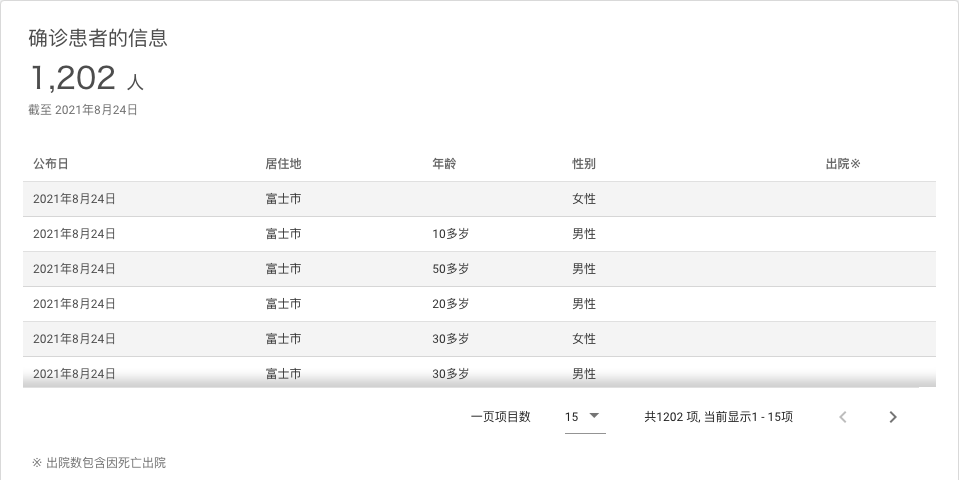 确诊患者的信息
1,202 人
截至 2021年8月24日
公布日 居住地 年龄 性别 出院※
2021年8月24日 富士市 女性
2021年8月24日 富士市 10多岁 男性
2021年8月24日 富士市 50多岁 男性
2021年8月24日 富士市 20多岁 男性
2021年8月24日 富士市 30多岁 女性
2021年8月24日 富士市 30多岁 男性
一页项目数 15 共1202 项, 当前显示1 - 15项
※ 出院数包含因死亡出院